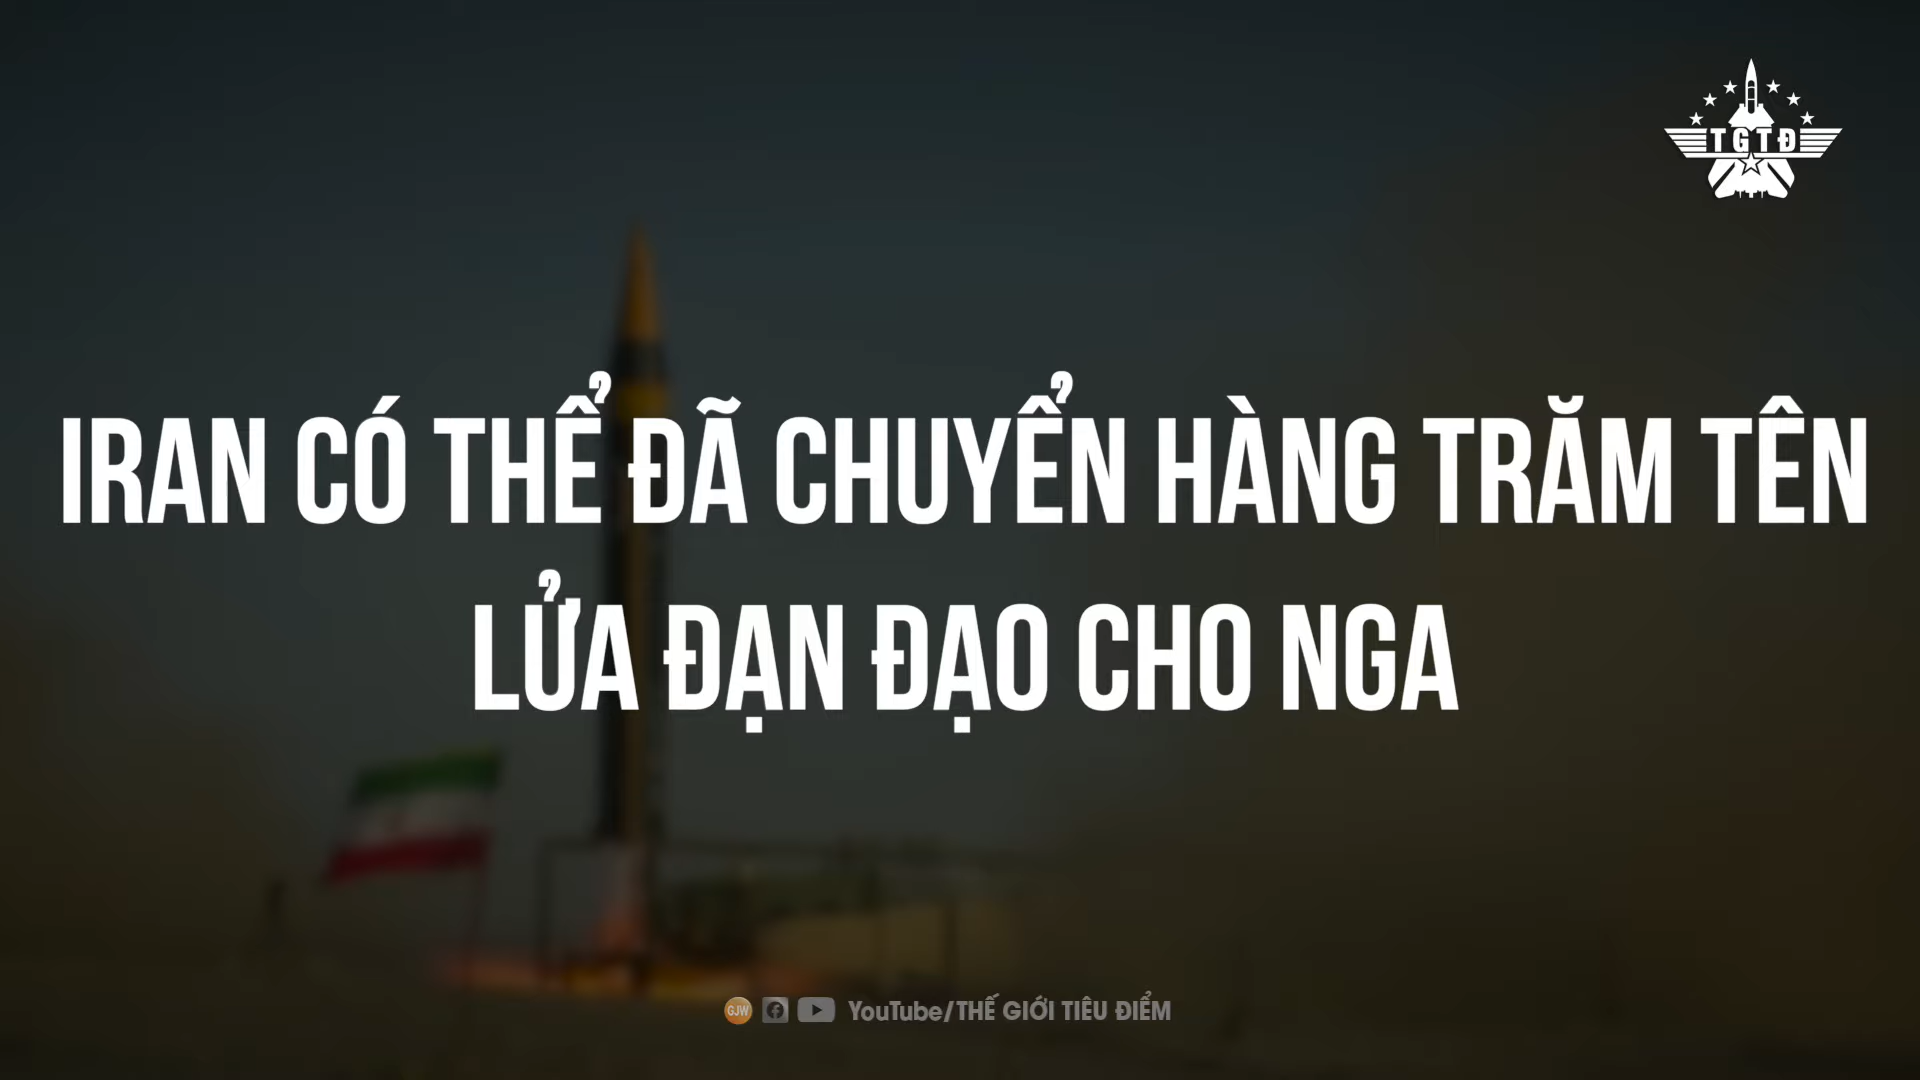 TGTĐ
IRAN CÓ THỂ ĐÃ CHUYỂN HÀNG TRĂM TÊN
LỬA ĐẠN ĐẠO CHO NGA
GJW YouTube/THẾ GIỚI TIÊU ĐIỂM